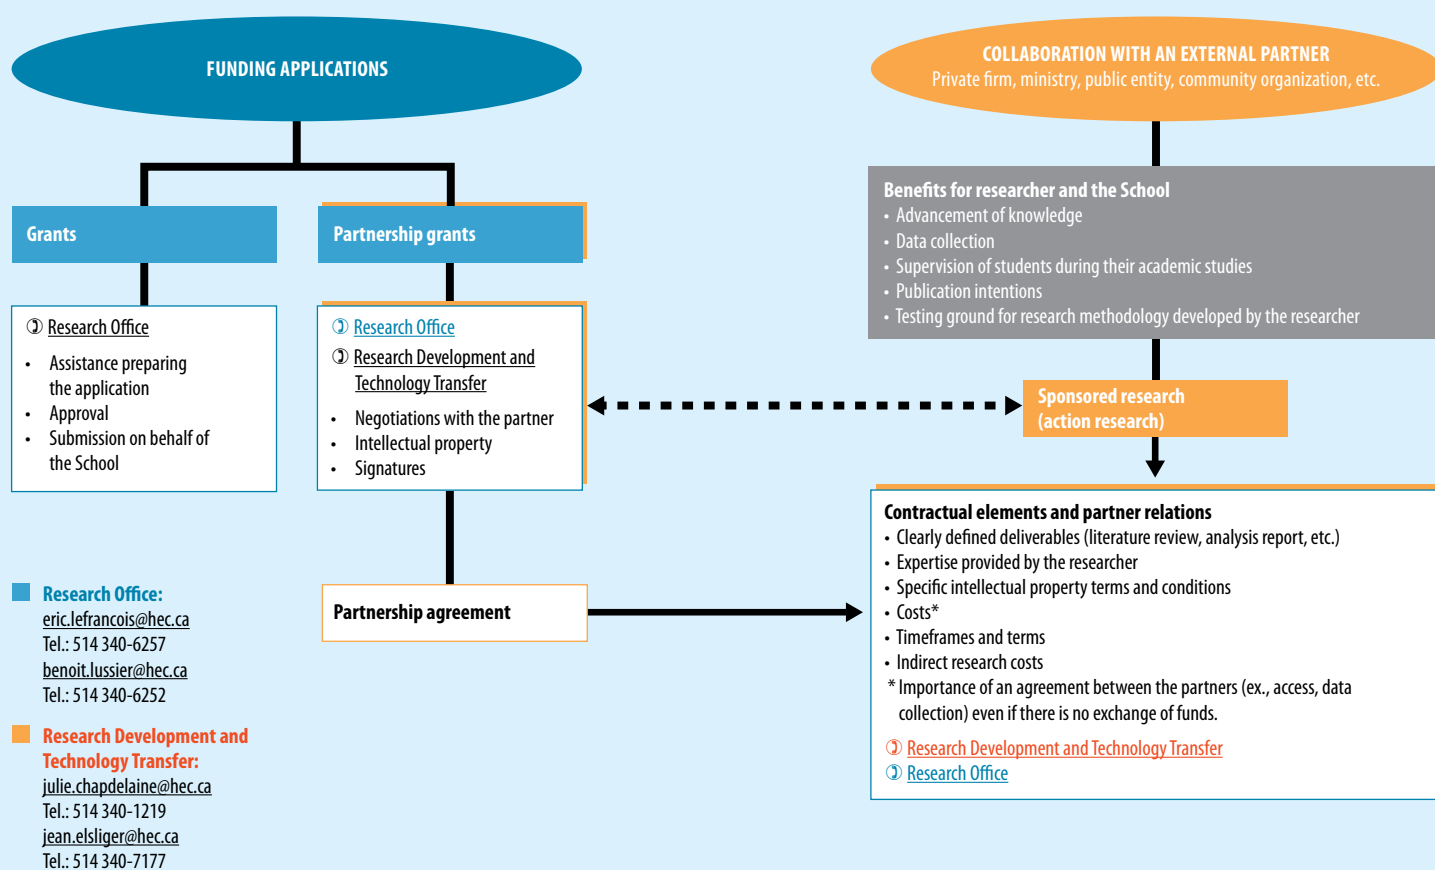 FUNDING APPLICATIONS
Grants
Research Office
• Assistance preparing
the application
• Approval
• Submission on behalf of
the School
Partnership grants
Research Office
Research Development and
Technology Transfer
• Negotiations with the partner
• Intellectual property
• Signatures
Partnership agreement
COLLABORATION WITH AN EXTERNAL PARTNER
Private firm, ministry, public entity, community organization, etc.
Benefits for researcher and the School
• Advancement of knowledge
• Data collection
• Supervision of students during their academic studies
• Publication intentions
• Testing ground for research methodology developed by the researcher
Sponsored research
(action research)
Contractual elements and partner relations
• Clearly defined deliverables (literature review, analysis report, etc.)
• Expertise provided by the researcher
• Specific intellectual property terms and conditions
• Costs*
• Timeframes and terms
• Indirect research costs
* Importance of an agreement between the partners (ex., access, data
collection) even if there is no exchange of funds.
Research Development and Technology Transfer
Research Office
Research Office:
eric.lefrancois@hec.ca
Tel.: 514 340-6257
benoit.lussier@hec.ca
Tel.: 514 340-6252
Research Development and
Technology Transfer:
julie.chapdelaine@hec.ca
Tel.: 514 340-1219
jean.elsliger@hec.ca
Tel.: 514 340-7177